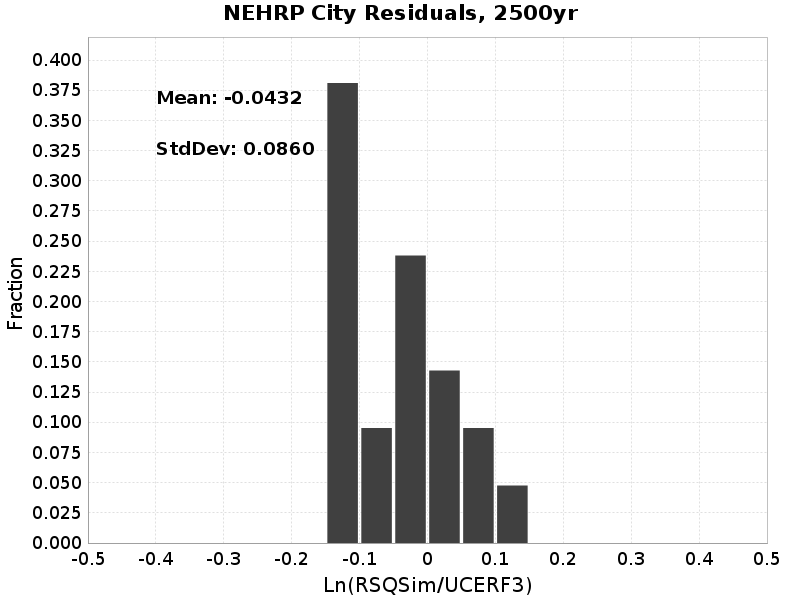 NEHRP City Residuals, 2500yr
0.400
0.375
0.350
0.325
0.300
0.275
0.250
0.225
0.200
0.175
0.150
0.125
0.100
0.075
0.050
0.025
0.000
Fraction
Mean: -0.0432
StdDev: 0.0860
-0.5 -0.4 -0.3 -0.2 -0.1 0 0.1 0.2 0.3 0.4 0.5
Ln(RSQSim/UCERF3)